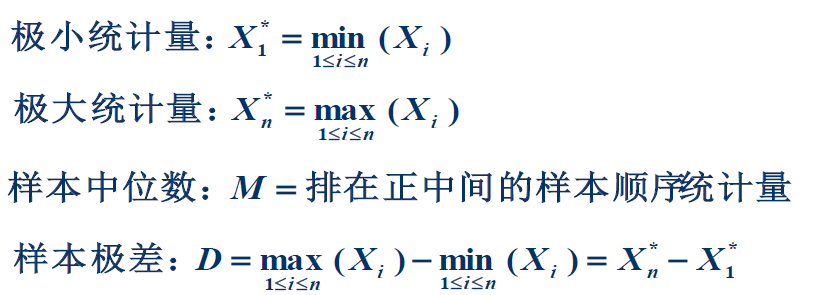 极小统计量：X₁* = min (Xᵢ)
1≤i≤n
极大统计量：Xₙ* = max (Xᵢ)
1≤i≤n
样本中位数：M = 排在正中间的样本顺序统计量
样本极差：D = max (Xᵢ) − min (Xᵢ) = Xₙ* − X₁*
1≤i≤n 1≤i≤n